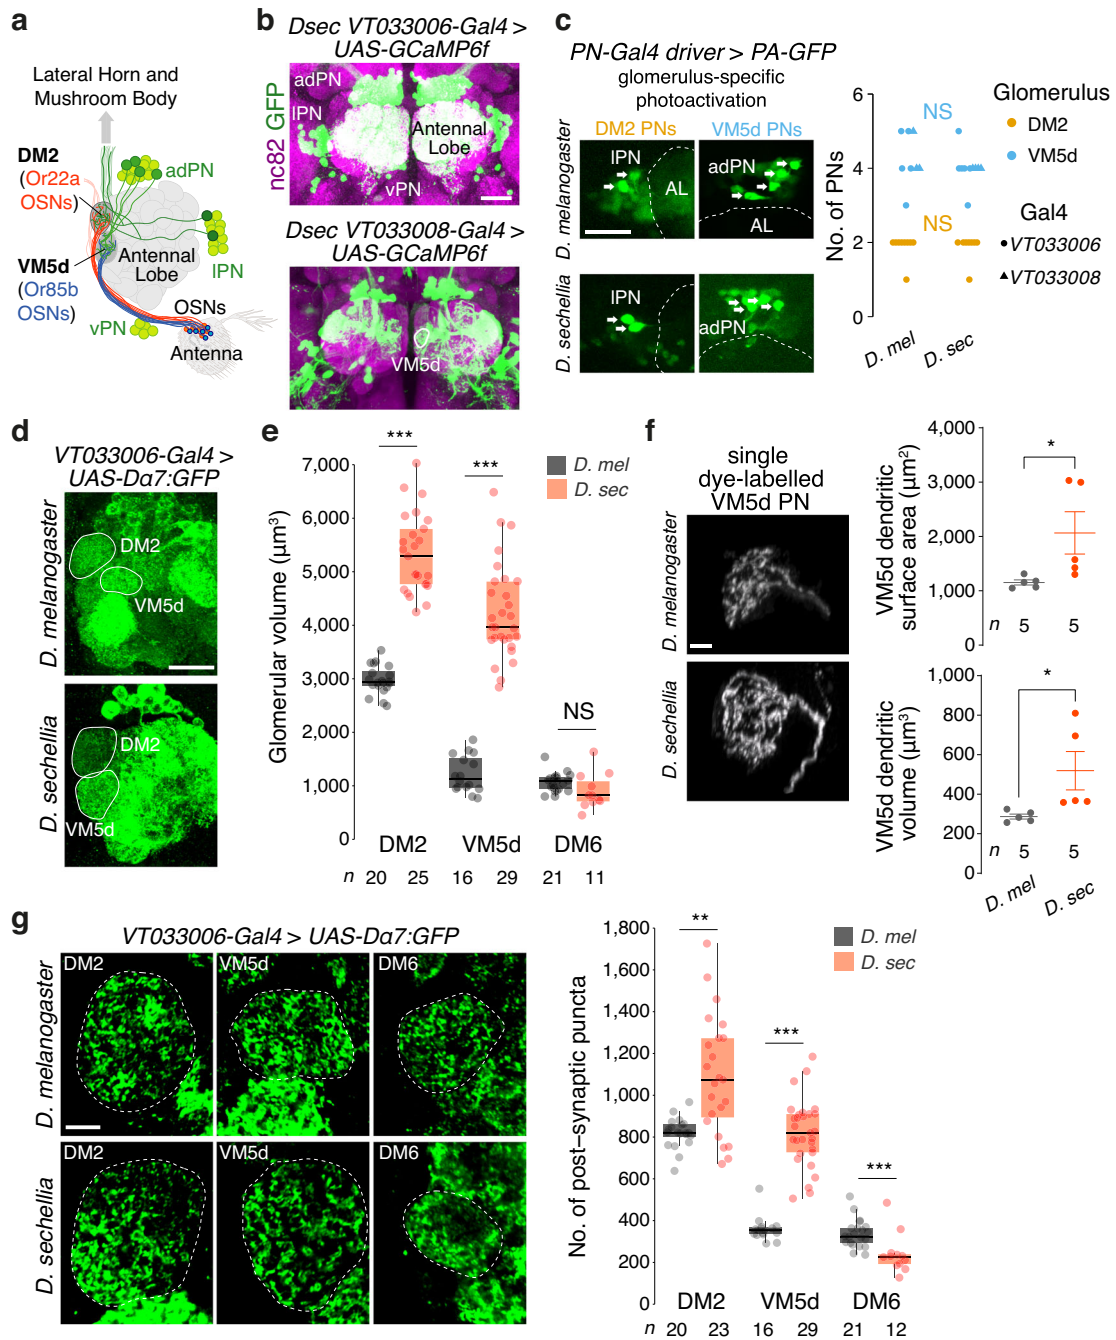 a
Lateral Horn and
Mushroom Body
DM2
(Or22a
OSNs)
adPN
VM5d
(Or85b
OSNs)
Antennal
Lobe
lPN
OSNs
vPN
Antenna
b
Dsec VT033006-Gal4 >
UAS-GCaMP6f
nc82 GFP
adPN
lPN
Antennal
Lobe
vPN
Dsec VT033008-Gal4 >
UAS-GCaMP6f
VM5d
c
PN-Gal4 driver > PA-GFP
glomerulus-specific
photoactivation
DM2 PNs
VM5d PNs
D. melanogaster
lPN
AL
adPN
AL
D. sechellia
lPN
adPN
No. of PNs
6
4
2
0
NS
NS
D. mel
D. sec
Glomerulus
DM2
VM5d
Gal4
VT033006
VT033008
d
VT033006-Gal4 >
UAS-Dα7:GFP
D. melanogaster
DM2
VM5d
D. sechellia
DM2
VM5d
e
Glomerular volume (µm³)
7,000
6,000
5,000
4,000
3,000
2,000
1,000
0
***
***
NS
D. mel
D. sec
DM2
VM5d
DM6
n 20 25 16 29 21 11
f
single
dye-labelled
VM5d PN
D. melanogaster
D. sechellia
VM5d dendritic
surface area (µm²)
4,000
3,000
2,000
1,000
0
*
n 5 5
VM5d dendritic
volume (µm³)
1,000
800
600
400
200
0
*
n 5 5
D. mel
D. sec
g
VT033006-Gal4 > UAS-Dα7:GFP
D. melanogaster
DM2
VM5d
DM6
D. sechellia
DM2
VM5d
DM6
No. of post–synaptic puncta
1,800
1,600
1,400
1,200
1,000
800
600
400
200
0
**
***
***
D. mel
D. sec
DM2
VM5d
DM6
n 20 23 16 29 21 12